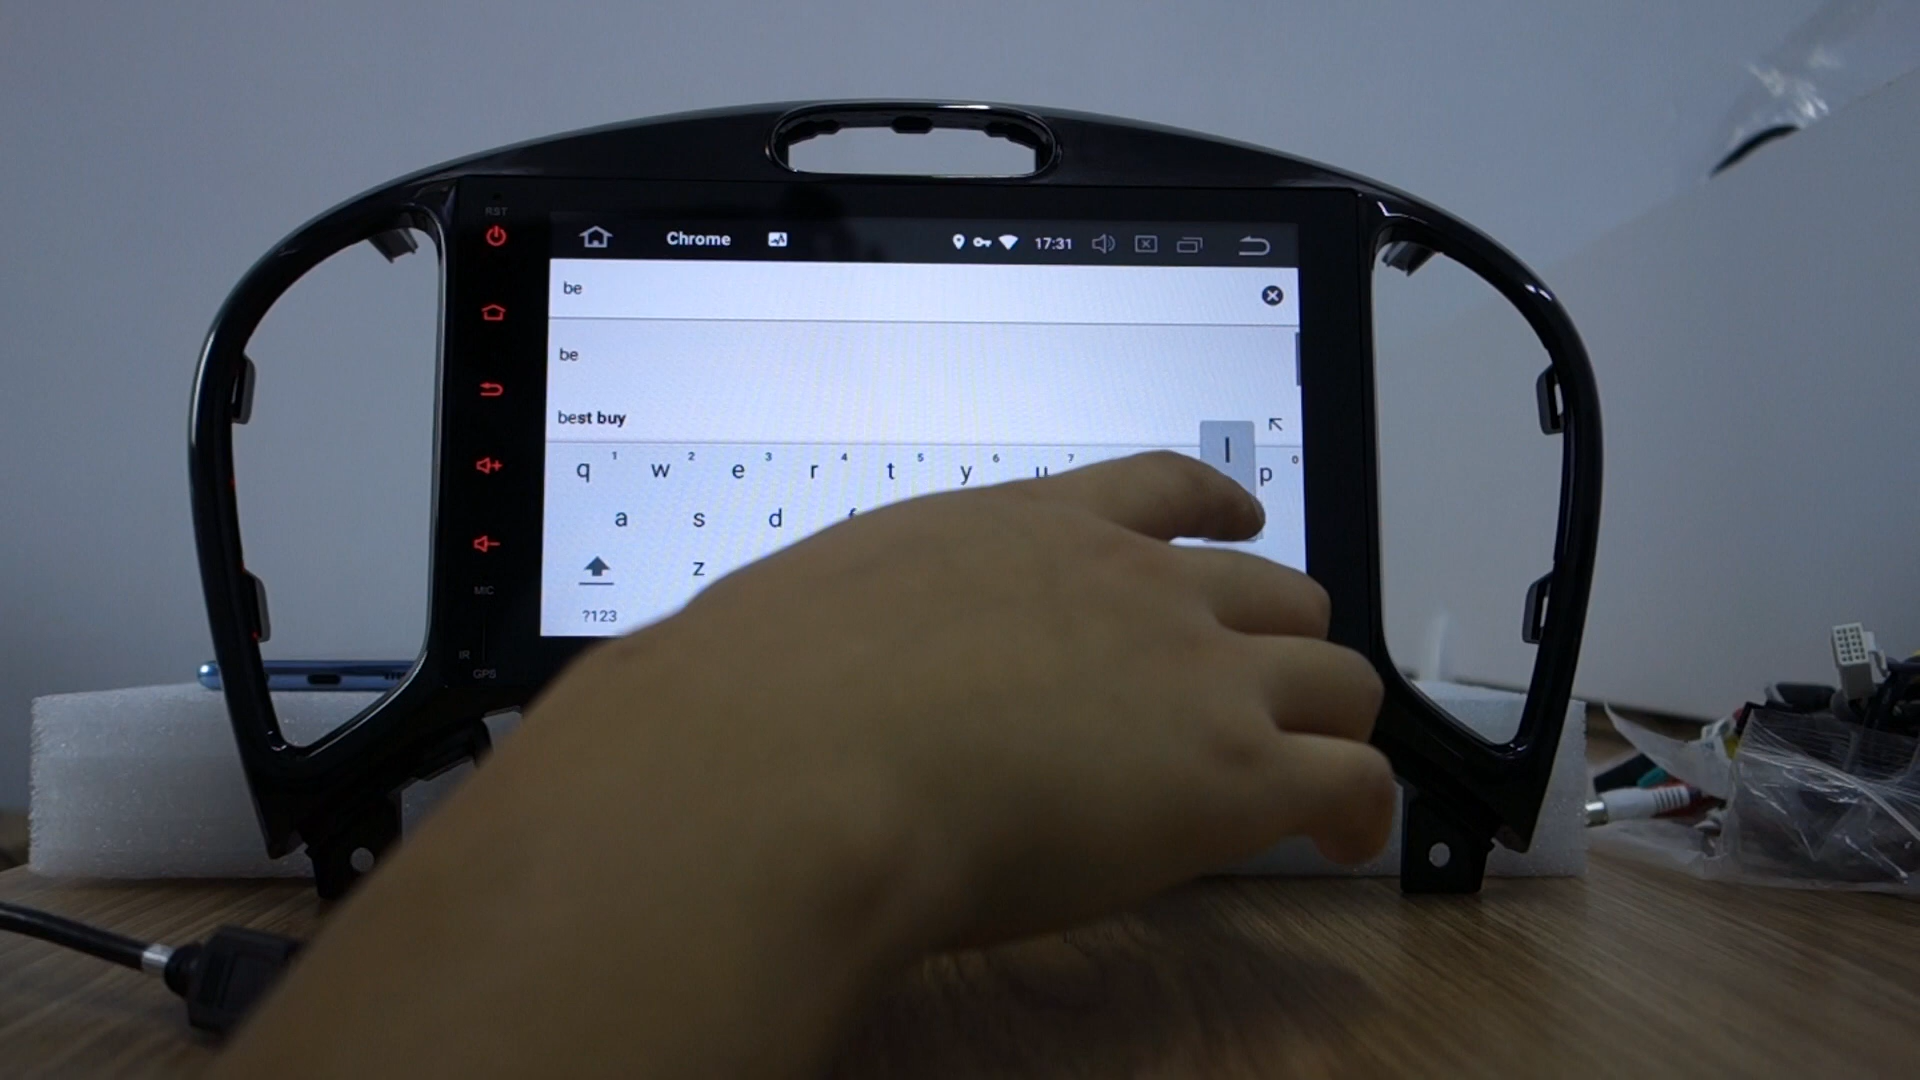 RST
Chrome 17:31
be
be
best buy
1 2 3 4 5 6 7 0
q w e r t y u p
l
a s d f
z
?123
MIC
IR
GPS